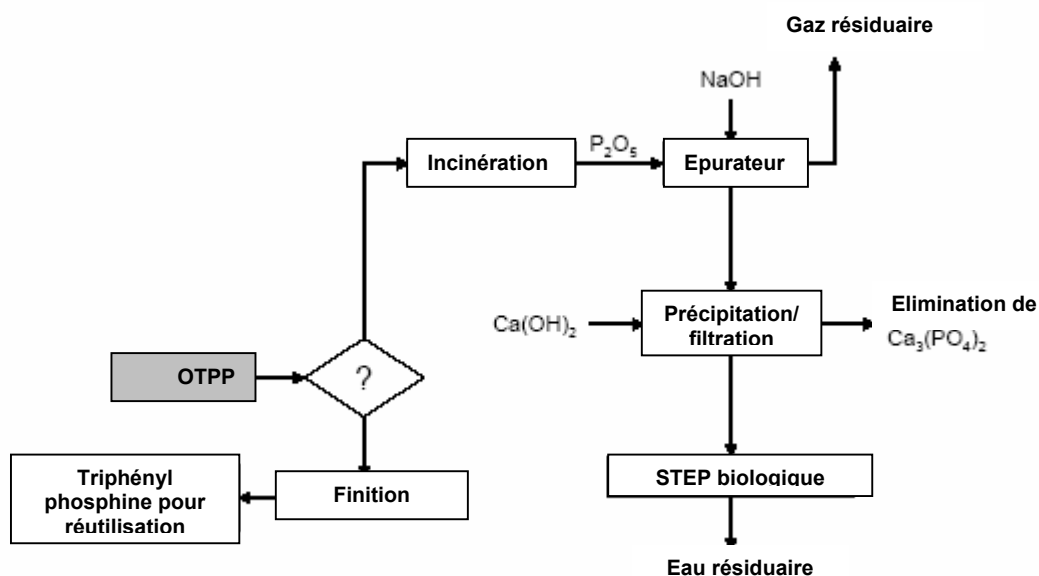 Gaz résiduaire
NaOH
Incinération
P₂O₅
Epurateur
Ca(OH)₂
Précipitation/
filtration
Elimination de
Ca₃(PO₄)₂
OTPP
?
Triphényl
phosphine pour
réutilisation
Finition
STEP biologique
Eau résiduaire